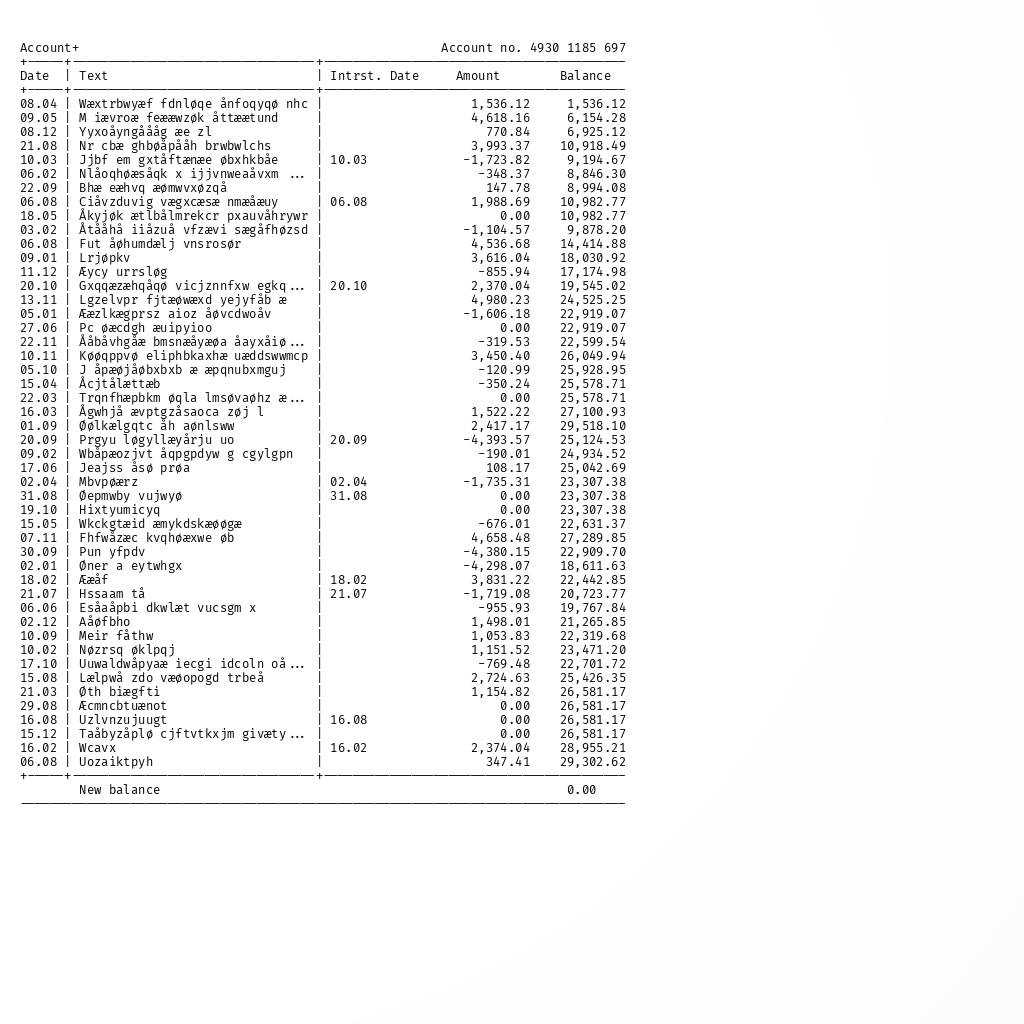 Account+ Account no. 4930 1185 697
Date | Text | Intrst. Date Amount Balance
08.04 | Wæxtrbwyæf fdnløqe ånfoqyqø nhc | 1,536.12 1,536.12
09.05 | M iævroæ feææwzøk åttæætund | 4,618.16 6,154.28
08.12 | Yyxoåyngåååg æe zl | 770.84 6,925.12
21.08 | Nr cbæ ghbøåpååh brwbwlchs | 3,993.37 10,918.49
10.03 | Jjbf em gxtåftænæe øbxhkbåe | 10.03 -1,723.82 9,194.67
06.02 | Nlåoqhøæsåqk x ijjvnweaåvxm ... | -348.37 8,846.30
22.09 | Bhæ eæhvq æømwvxøzqå | 147.78 8,994.08
06.08 | Ciåvzduvig vægxcæsæ nmæåæuy | 06.08 1,988.69 10,982.77
18.05 | Åkyjøk ætlbålmrekcr pxauvåhrywr | 0.00 10,982.77
03.02 | Åtååhå iiåzuå vfzævi sægåfhøzsd | -1,104.57 9,878.20
06.08 | Fut åøhumdælj vnsrosør | 4,536.68 14,414.88
09.01 | Lrjøpkv | 3,616.04 18,030.92
11.12 | Æycy urrsløg | -855.94 17,174.98
20.10 | Gxqqæzæhqåqø vicjznnfxw egkq... | 20.10 2,370.04 19,545.02
13.11 | Lgzelvpr fjtæøwæxd yejyfåb æ | 4,980.23 24,525.25
05.01 | Ææzlkægprsz aioz åøvcdwoåv | -1,606.18 22,919.07
27.06 | Pc øæcdgh æuipyioo | 0.00 22,919.07
22.11 | Ååbåvhgåæ bmsnæåyæøa åayxåiø... | -319.53 22,599.54
10.11 | Køøqppvø eliphbkaxhæ uæddswwmcp | 3,450.40 26,049.94
05.10 | J åpæøjåøbxbxb æ æpqnubxmguj | -120.99 25,928.95
15.04 | Åcjtålættæb | -350.24 25,578.71
22.03 | Trqnfhæpbkm øqla lmsøvaøhz æ... | 0.00 25,578.71
16.03 | Ågwhjå ævptgzåsaoca zøj l | 1,522.22 27,100.93
01.09 | Øølkælgqtc åh aønlsww | 2,417.17 29,518.10
20.09 | Prgyu løgyllæyårju uo | 20.09 -4,393.57 25,124.53
09.02 | Wbåpæozjvt åqpgpdyw g cgylgpn | -190.01 24,934.52
17.06 | Jeajss åsø prøa | 108.17 25,042.69
02.04 | Mbvpøærz | 02.04 -1,735.31 23,307.38
31.08 | Øepmwby vujwyø | 31.08 0.00 23,307.38
19.10 | Hixtyumicyq | 0.00 23,307.38
15.05 | Wkckgtæid æmykdskæøøgæ | -676.01 22,631.37
07.11 | Fhfwåzæc kvqhøæxwe øb | 4,658.48 27,289.85
30.09 | Pun yfpdv | -4,380.15 22,909.70
02.01 | Øner a eytwhgx | -4,298.07 18,611.63
18.02 | Ææåf | 18.02 3,831.22 22,442.85
21.07 | Hssaam tå | 21.07 -1,719.08 20,723.77
06.06 | Esåaåpbi dkwlæt vucsgm x | -955.93 19,767.84
02.12 | Aåøfbho | 1,498.01 21,265.85
10.09 | Meir fåthw | 1,053.83 22,319.68
10.02 | Nøzrsq øklpqj | 1,151.52 23,471.20
17.10 | Uuwaldwåpyaæ iecgi idcoln oå... | -769.48 22,701.72
15.08 | Lælpwå zdo væøopogd trbeå | 2,724.63 25,426.35
21.03 | Øth biægfti | 1,154.82 26,581.17
29.08 | Æcmncbtuænot | 0.00 26,581.17
16.08 | Uzlvnzujuugt | 16.08 0.00 26,581.17
15.12 | Taåbyzåplø cjftvtkxjm givæty... | 0.00 26,581.17
16.02 | Wcavx | 16.02 2,374.04 28,955.21
06.08 | Uozaiktpyh | 347.41 29,302.62
New balance 0.00